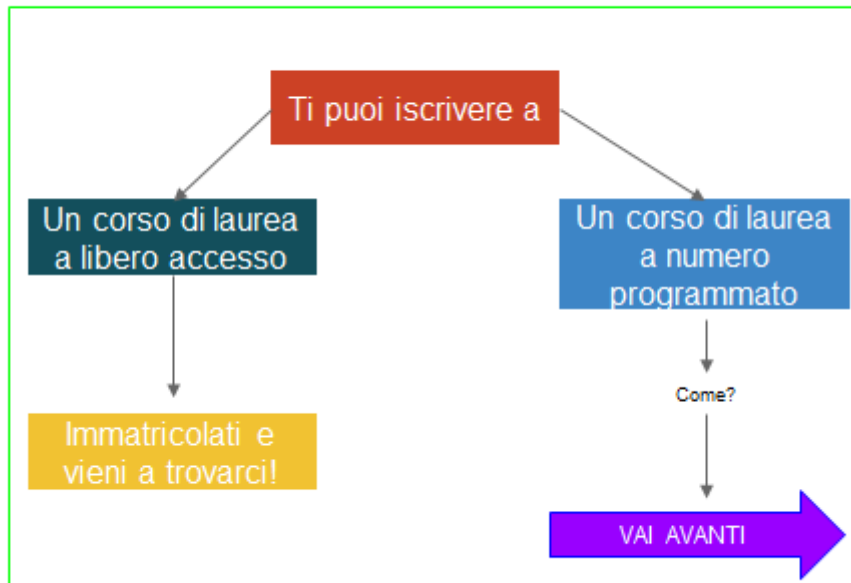 Ti puoi iscrivere a
Un corso di laurea
a libero accesso
Un corso di laurea
a numero
programmato
Come?
Immatricolati e
vieni a trovarci!
VAI AVANTI